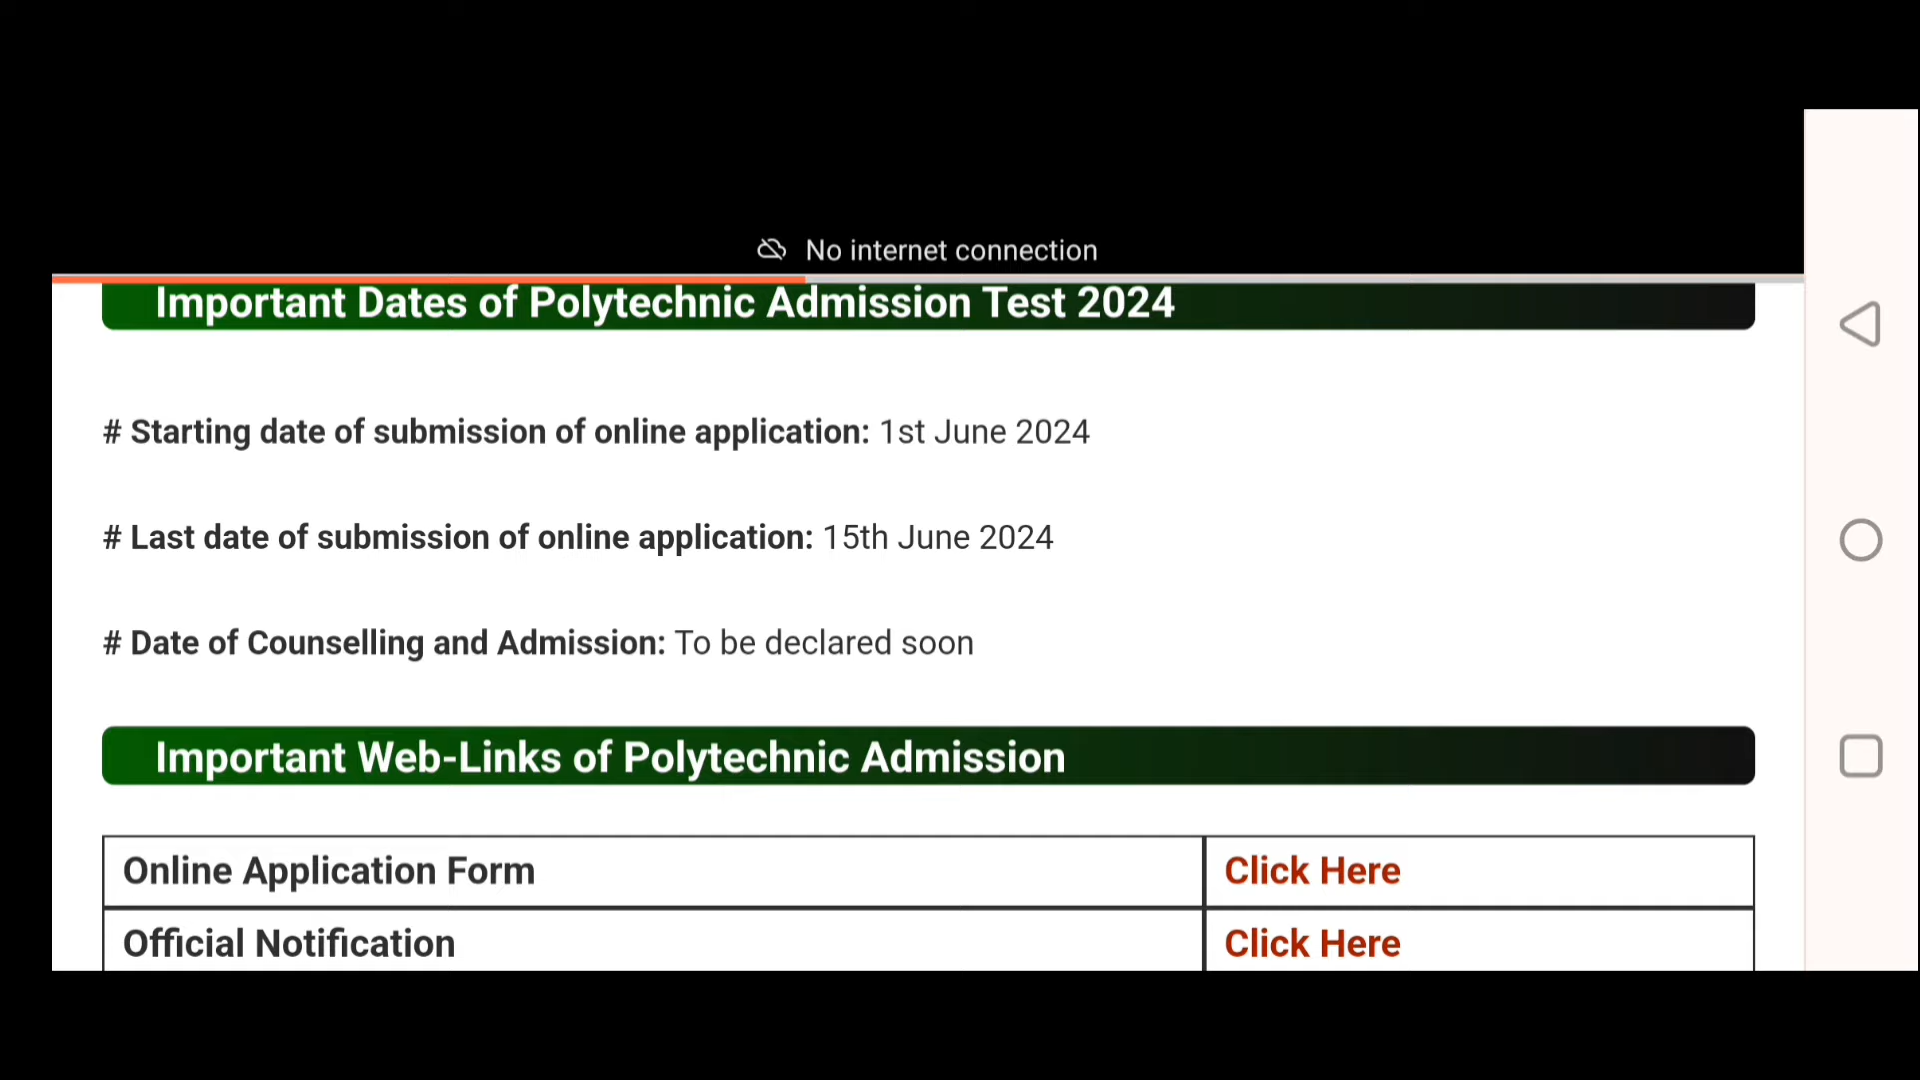 No internet connection
Important Dates of Polytechnic Admission Test 2024
# Starting date of submission of online application: 1st June 2024
# Last date of submission of online application: 15th June 2024
# Date of Counselling and Admission: To be declared soon
Important Web-Links of Polytechnic Admission
Online Application Form Click Here
Official Notification Click Here